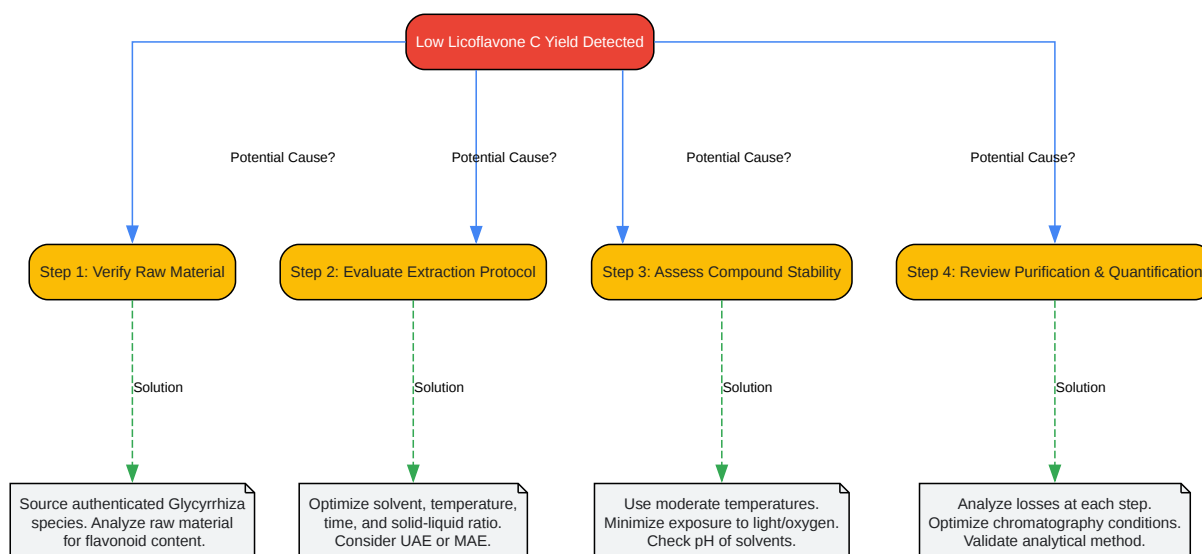 Low Licoflavone C Yield Detected
Potential Cause?
Potential Cause?
Potential Cause?
Potential Cause?
Step 1: Verify Raw Material
Step 2: Evaluate Extraction Protocol
Step 3: Assess Compound Stability
Step 4: Review Purification & Quantification
Solution
Solution
Solution
Solution
Source authenticated Glycyrrhiza
species. Analyze raw material
for flavonoid content.
Optimize solvent, temperature,
time, and solid-liquid ratio.
Consider UAE or MAE.
Use moderate temperatures.
Minimize exposure to light/oxygen.
Check pH of solvents.
Analyze losses at each step.
Optimize chromatography conditions.
Validate analytical method.